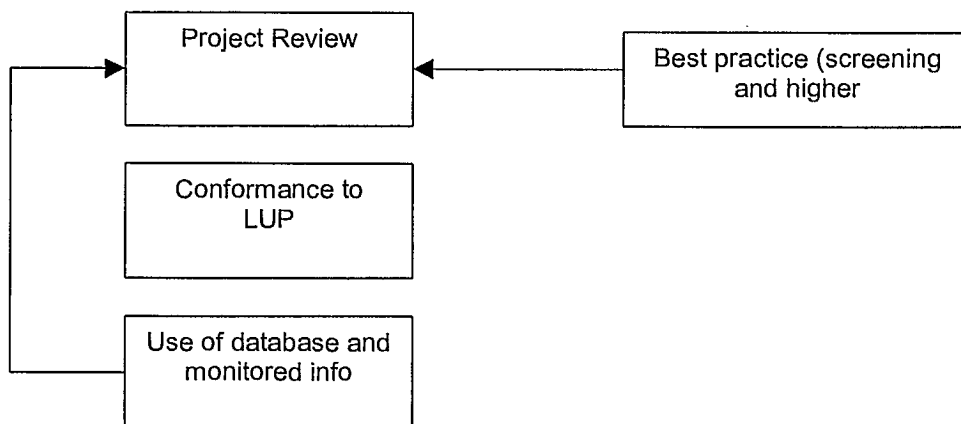 Project Review
Best practice (screening
and higher
Conformance to
LUP
Use of database and
monitored info